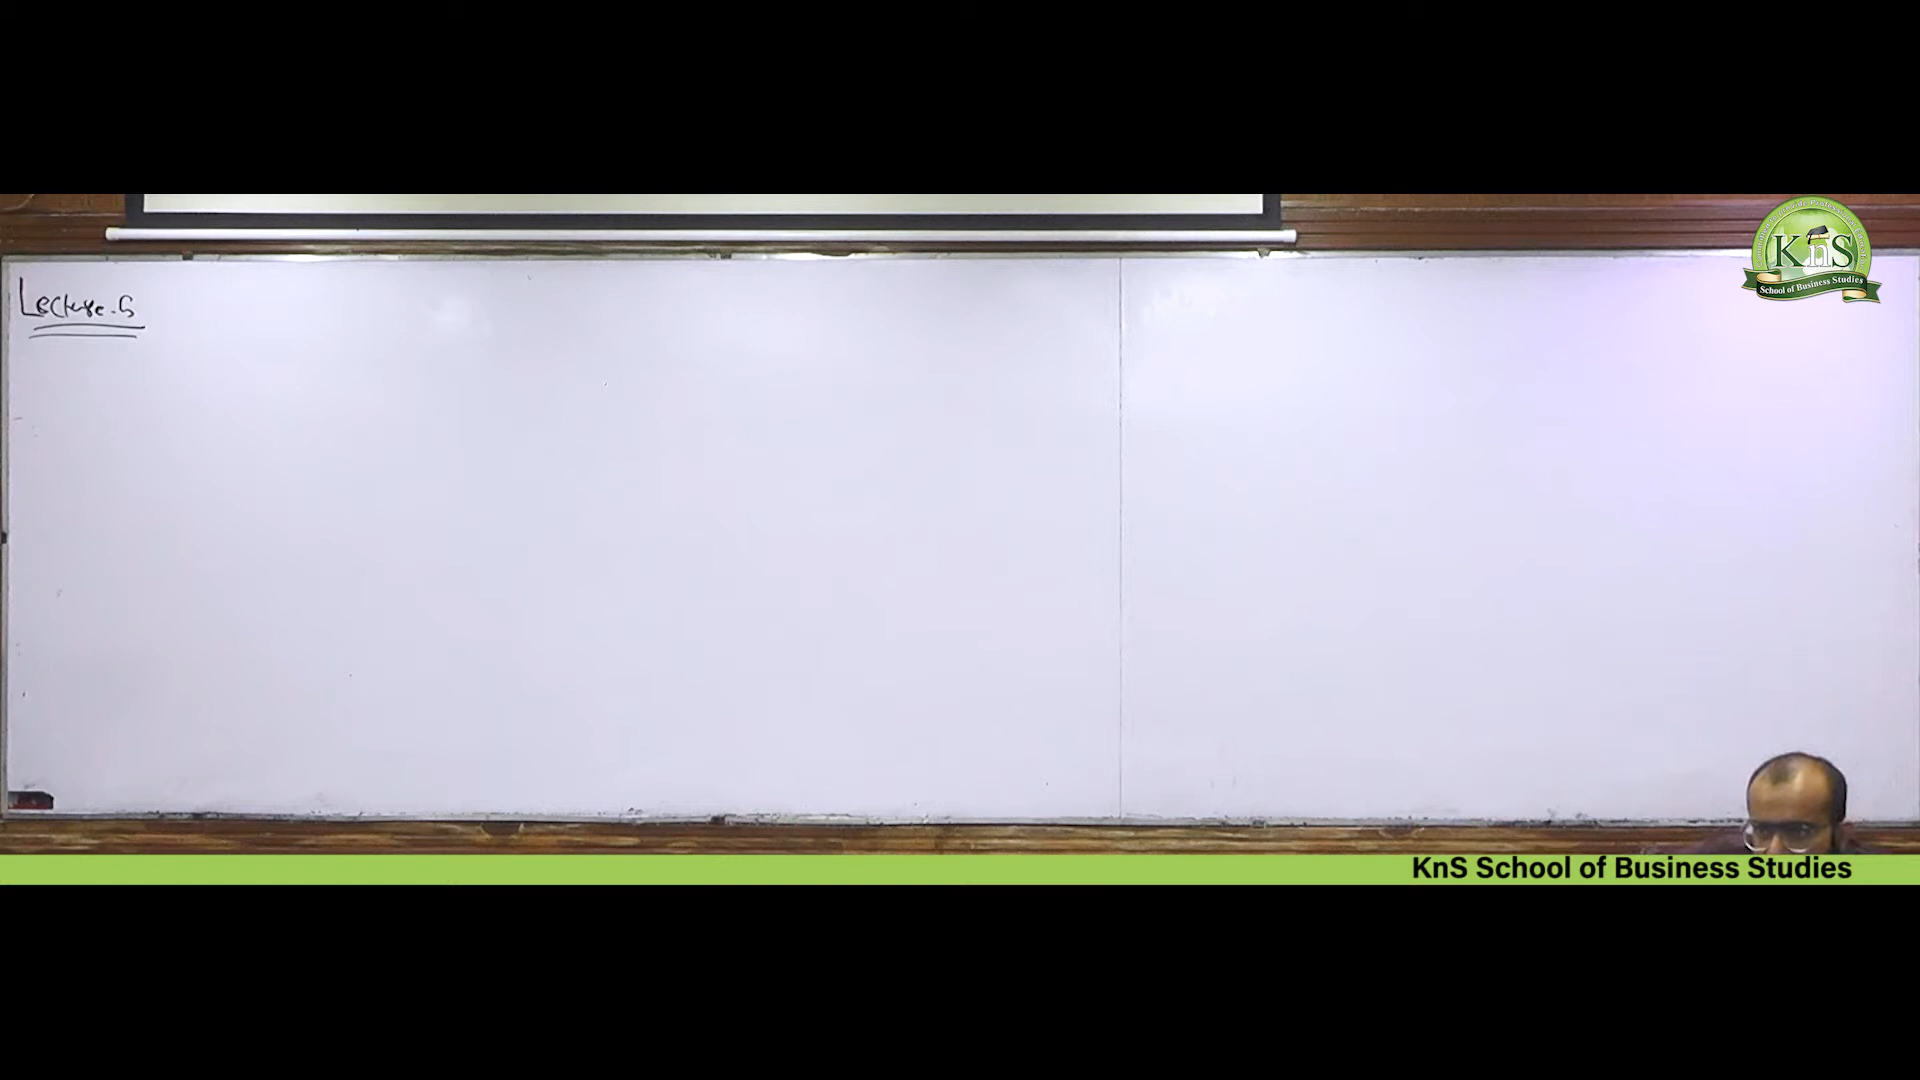 KnS
School of Business Studies
Lecture-5
KnS School of Business Studies